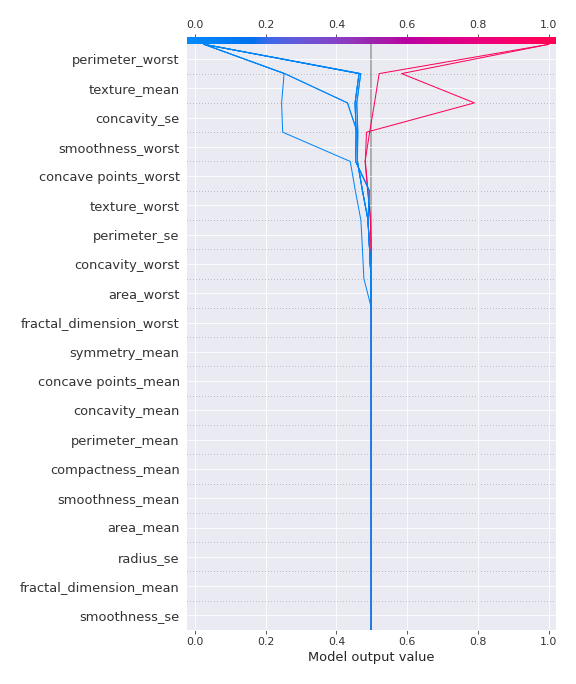 0.0 0.2 0.4 0.6 0.8 1.0
perimeter_worst
texture_mean
concavity_se
smoothness_worst
concave points_worst
texture_worst
perimeter_se
concavity_worst
area_worst
fractal_dimension_worst
symmetry_mean
concave points_mean
concavity_mean
perimeter_mean
compactness_mean
smoothness_mean
area_mean
radius_se
fractal_dimension_mean
smoothness_se
0.0 0.2 0.4 0.6 0.8 1.0
Model output value